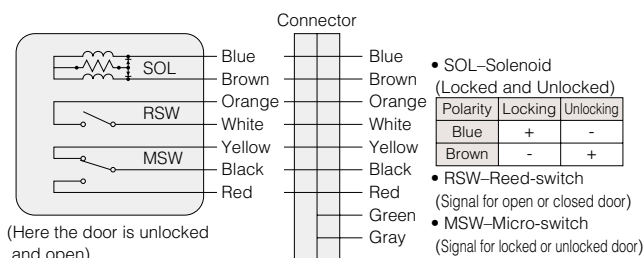 Connector
SOL
RSW
MSW
Blue
Brown
Orange
White
Yellow
Black
Red
Blue
Brown
Orange
White
Yellow
Black
Red
Green
Gray
(Here the door is unlocked
and open)
• SOL–Solenoid
(Locked and Unlocked)
Polarity Locking Unlocking
Blue + -
Brown - +
• RSW–Reed-switch
(Signal for open or closed door)
• MSW–Micro-switch
(Signal for locked or unlocked door)